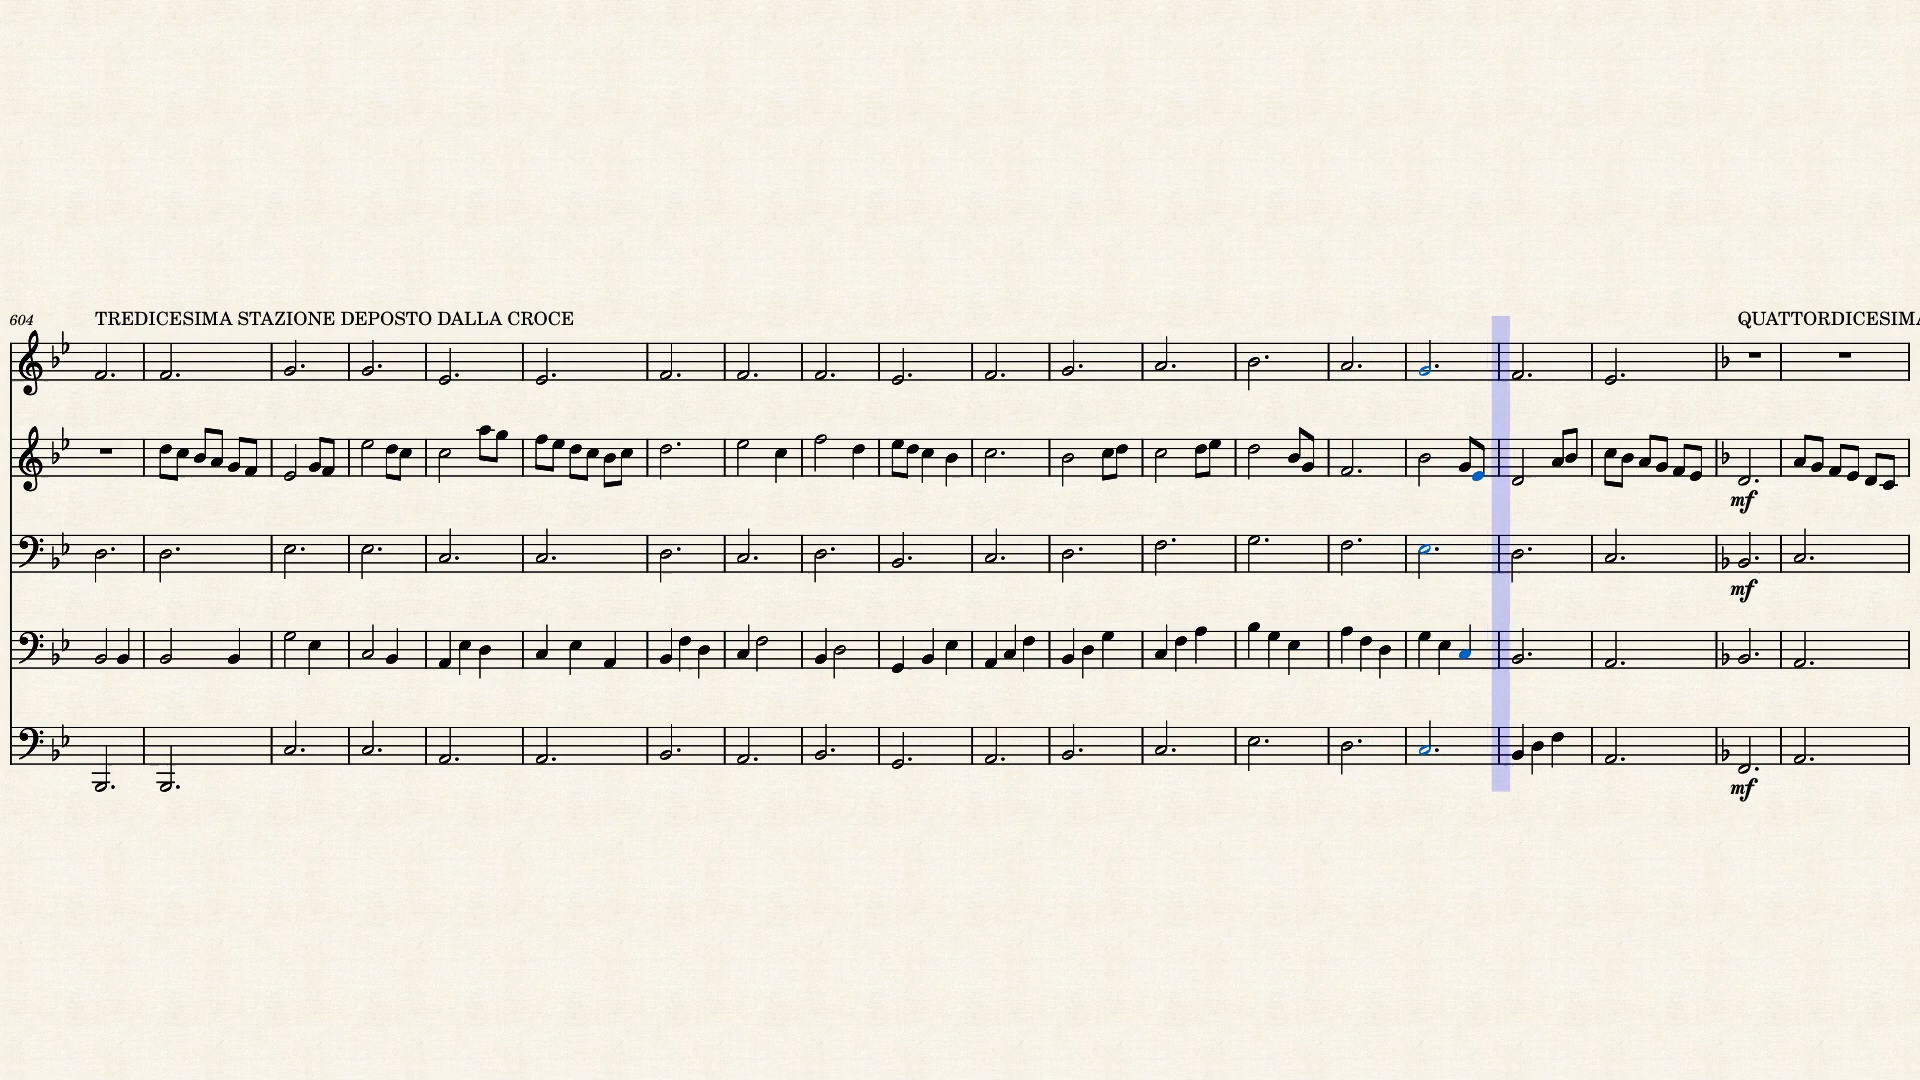 604
TREDICESIMA STAZIONE DEPOSTO DALLA CROCE
QUATTORDICESIMA
mf
mf
mf